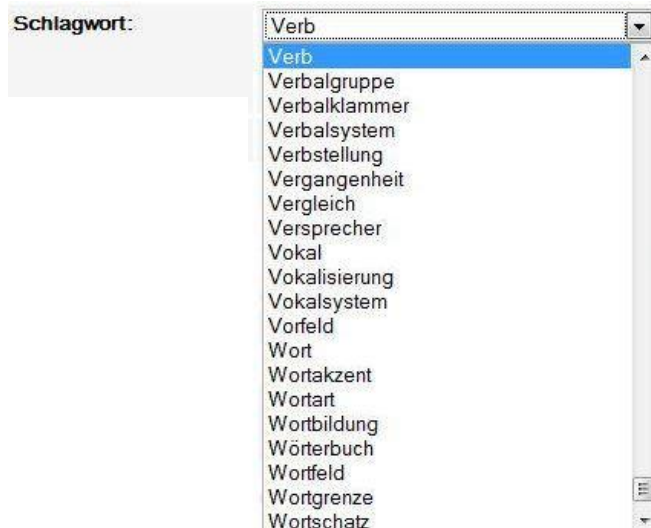 Schlagwort:
Verb
Verb
Verbalgruppe
Verbalklammer
Verbalsystem
Verbstellung
Vergangenheit
Vergleich
Versprecher
Vokal
Vokalisierung
Vokalsystem
Vorfeld
Wort
Wortakzent
Wortart
Wortbildung
Wörterbuch
Wortfeld
Wortgrenze
Wortschatz